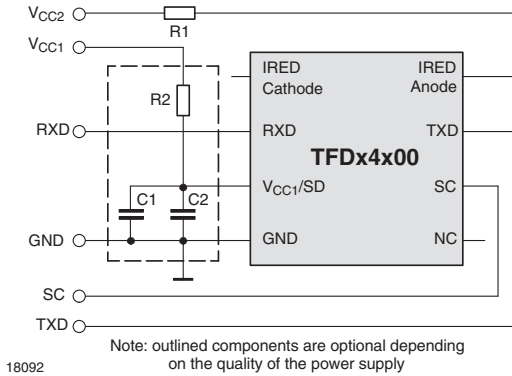 VCC2
R1
VCC1
IRED
Cathode
IRED
Anode
R2
RXD
RXD
TXD
TFDx4x00
C1
C2
VCC1/SD
SC
GND
GND
NC
SC
TXD
Note: outlined components are optional depending
on the quality of the power supply
18092